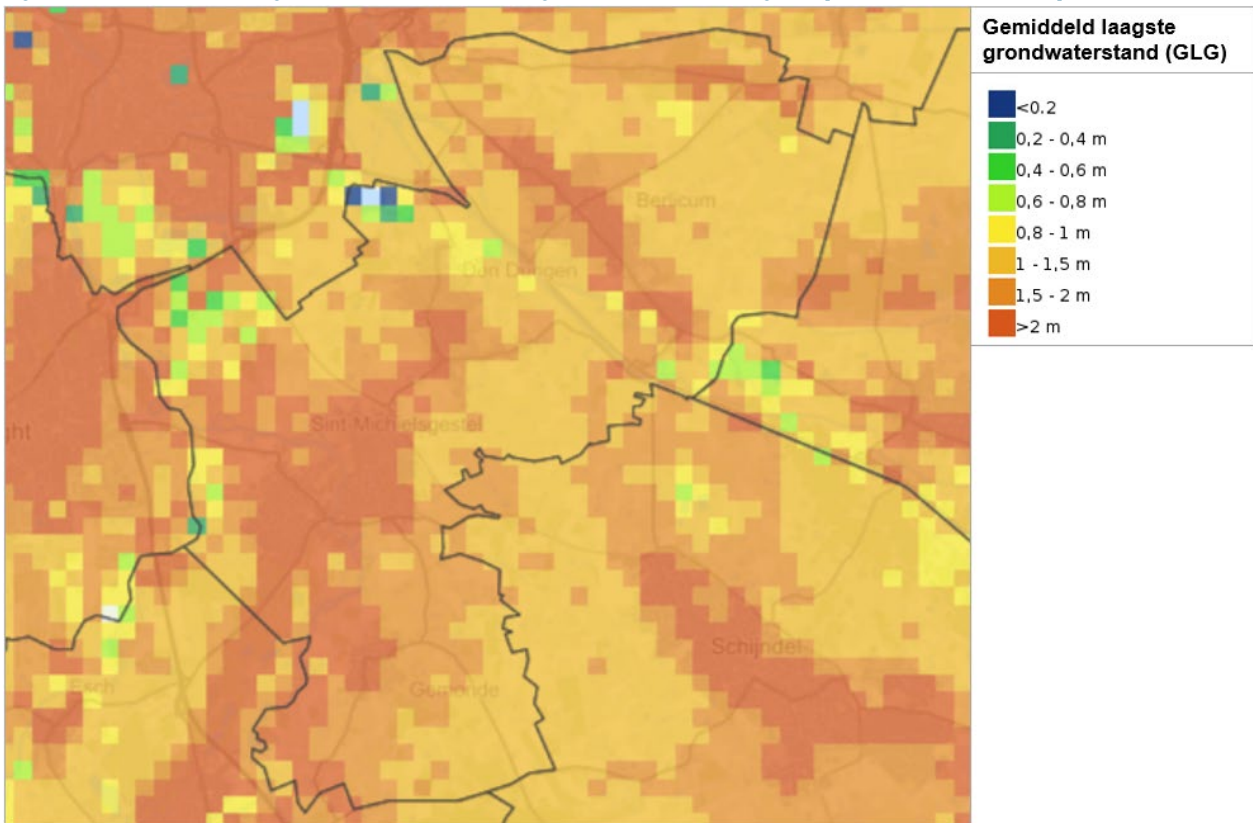 Gemiddeld laagste
grondwaterstand (GLG)
<0.2
0,2 - 0,4 m
0,4 - 0,6 m
0,6 - 0,8 m
0,8 - 1 m
1 - 1,5 m
1,5 - 2 m
>2 m
Berlicum
Den Dungen
Sint-Michielsgestel
ght
Schijndel
Esch
Gemonde